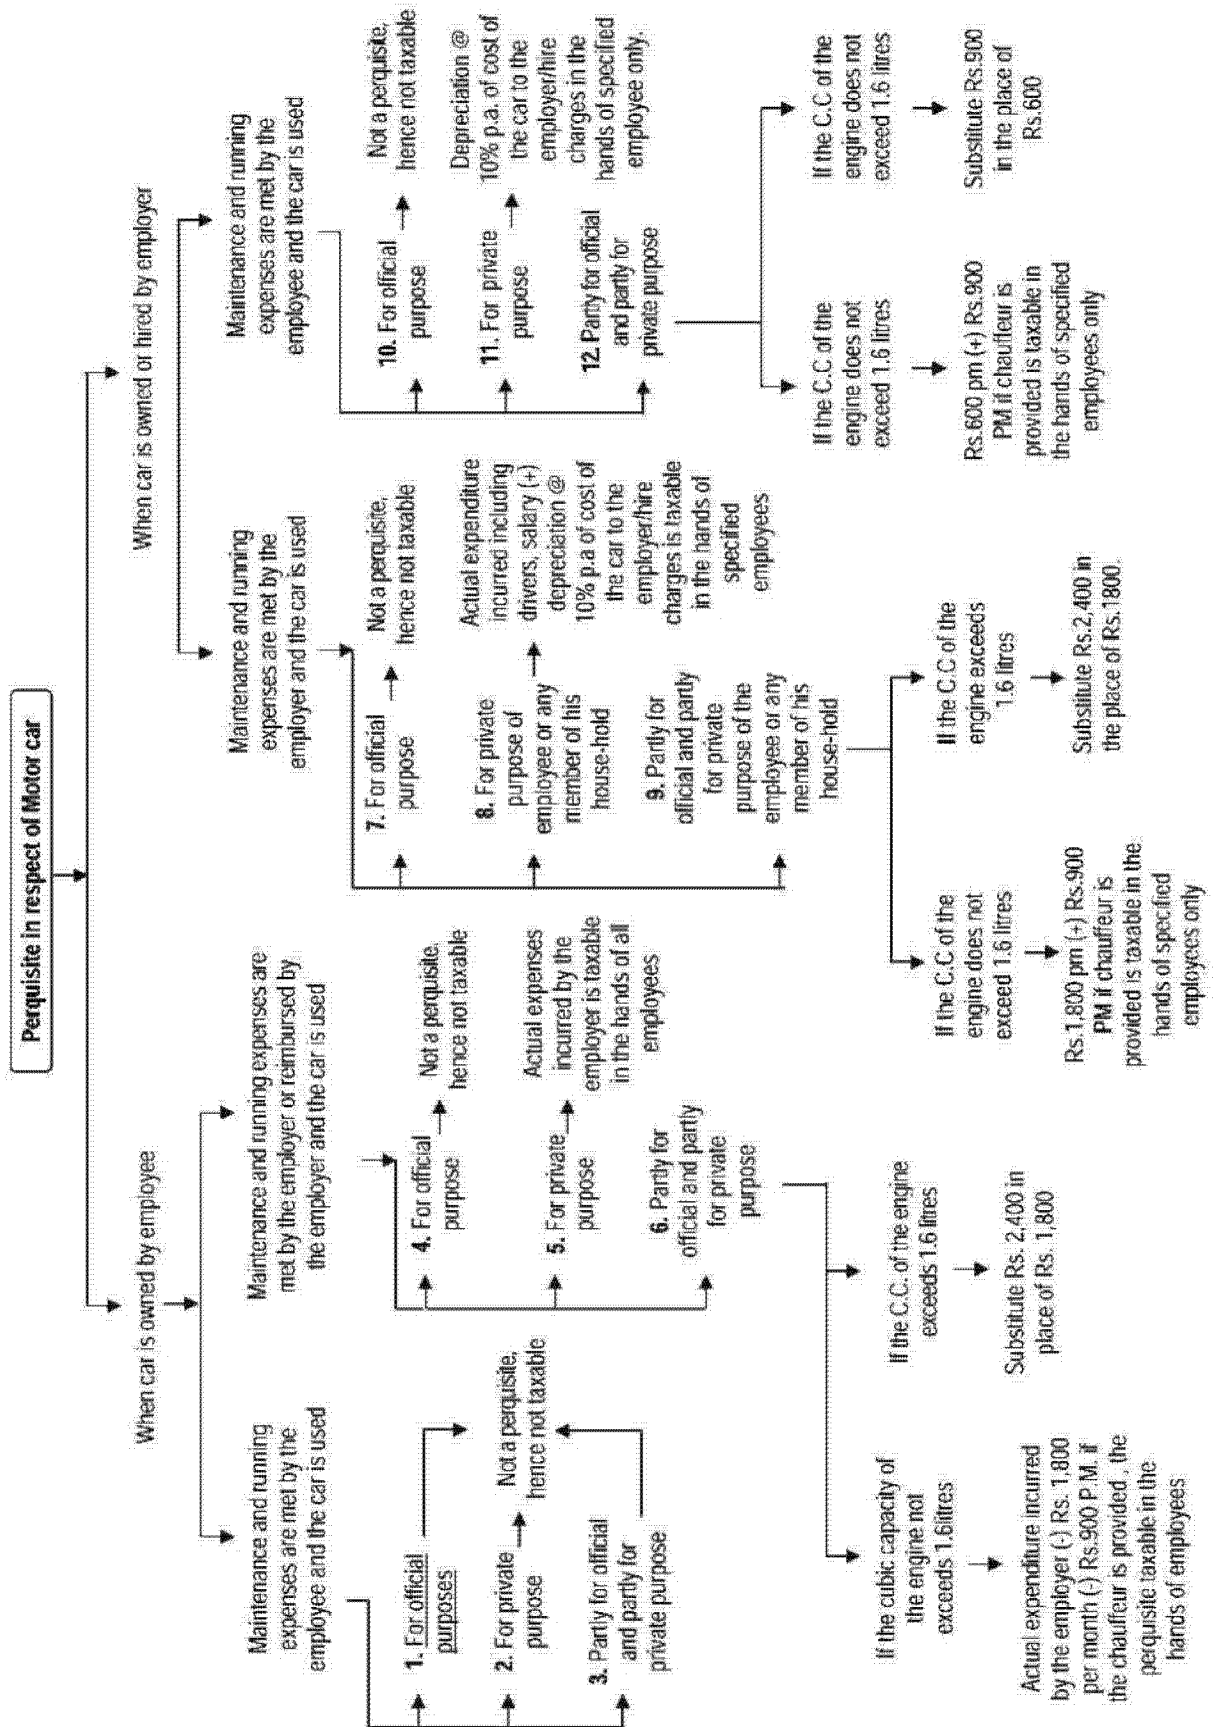 Perquisite in respect of Motor car
When car is owned by employee
Maintenance and running
expenses are met by the
employee and the car is used
1. For official
purposes
2. For private
purpose
3. Partly for official
and partly for
private purpose
Not a perquisite,
hence not taxable
Maintenance and running expenses are
met by the employer or reimbursed by
the employer and the car is used
4. For official
purpose
Not a perquisite,
hence not taxable
5. For private
purpose
Actual expenses
incurred by the
employer is taxable
in the hands of all
employees
6. Partly for
official and partly
for private
purpose
If the cubic capacity of
the engine not
exceeds 1.6litres
Actual expenditure incurred
by the employer (-) Rs. 1,800
per month (-) Rs.900 P.M. if
the chauffeur is provided , the
perquisite taxable in the
hands of employees
If the C.C. of the engine
exceeds 1.6 litres
Substitute Rs. 2,400 in
place of Rs. 1,800
When car is owned or hired by employer
Maintenance and running
expenses are met by the
employer and the car is used
7. For official
purpose
Not a perquiste,
hence not taxable
8. For private
purpose of
employee or any
member of his
house-hold
Actual expenditure
incurred including
drivers, salary (+)
depreciation @
10% p.a of cost of
the car to the
employer/hire
charges is taxable
in the hands of
specified
employees
9. Partly for
official and partly
for private
purpose of the
employee or any
member of his
house-hold
If the C.C of the
engine does not
exceed 1.6 litres
Rs.1,800 pm (+) Rs.900
PM if chauffeur is
provided is taxable in the
hands of specified
employees only
If the C.C of the
engine exceeds
1.6 litres
Substitute Rs.2,400 in
the place of Rs.1800.
Maintenance and running
expenses are met by the
employee and the car is used
10. For official
purpose
Not a perquiste,
hence not taxable
11. For private
purpose
Depreciation @
10% p.a. of cost of
the car to the
employer/hire
charges in the
hands of specified
employee only.
12. Partly for official
and partly for
private purpose
If the C.C of the
engine does not
exceed 1.6 litres
Rs.600 pm (+) Rs.900
PM if chauffeur is
provided is taxable in
the hands of specified
employees only
If the C.C of the
engine does not
exceed 1.6 litres
Substitute Rs.900
in the place of
Rs.600